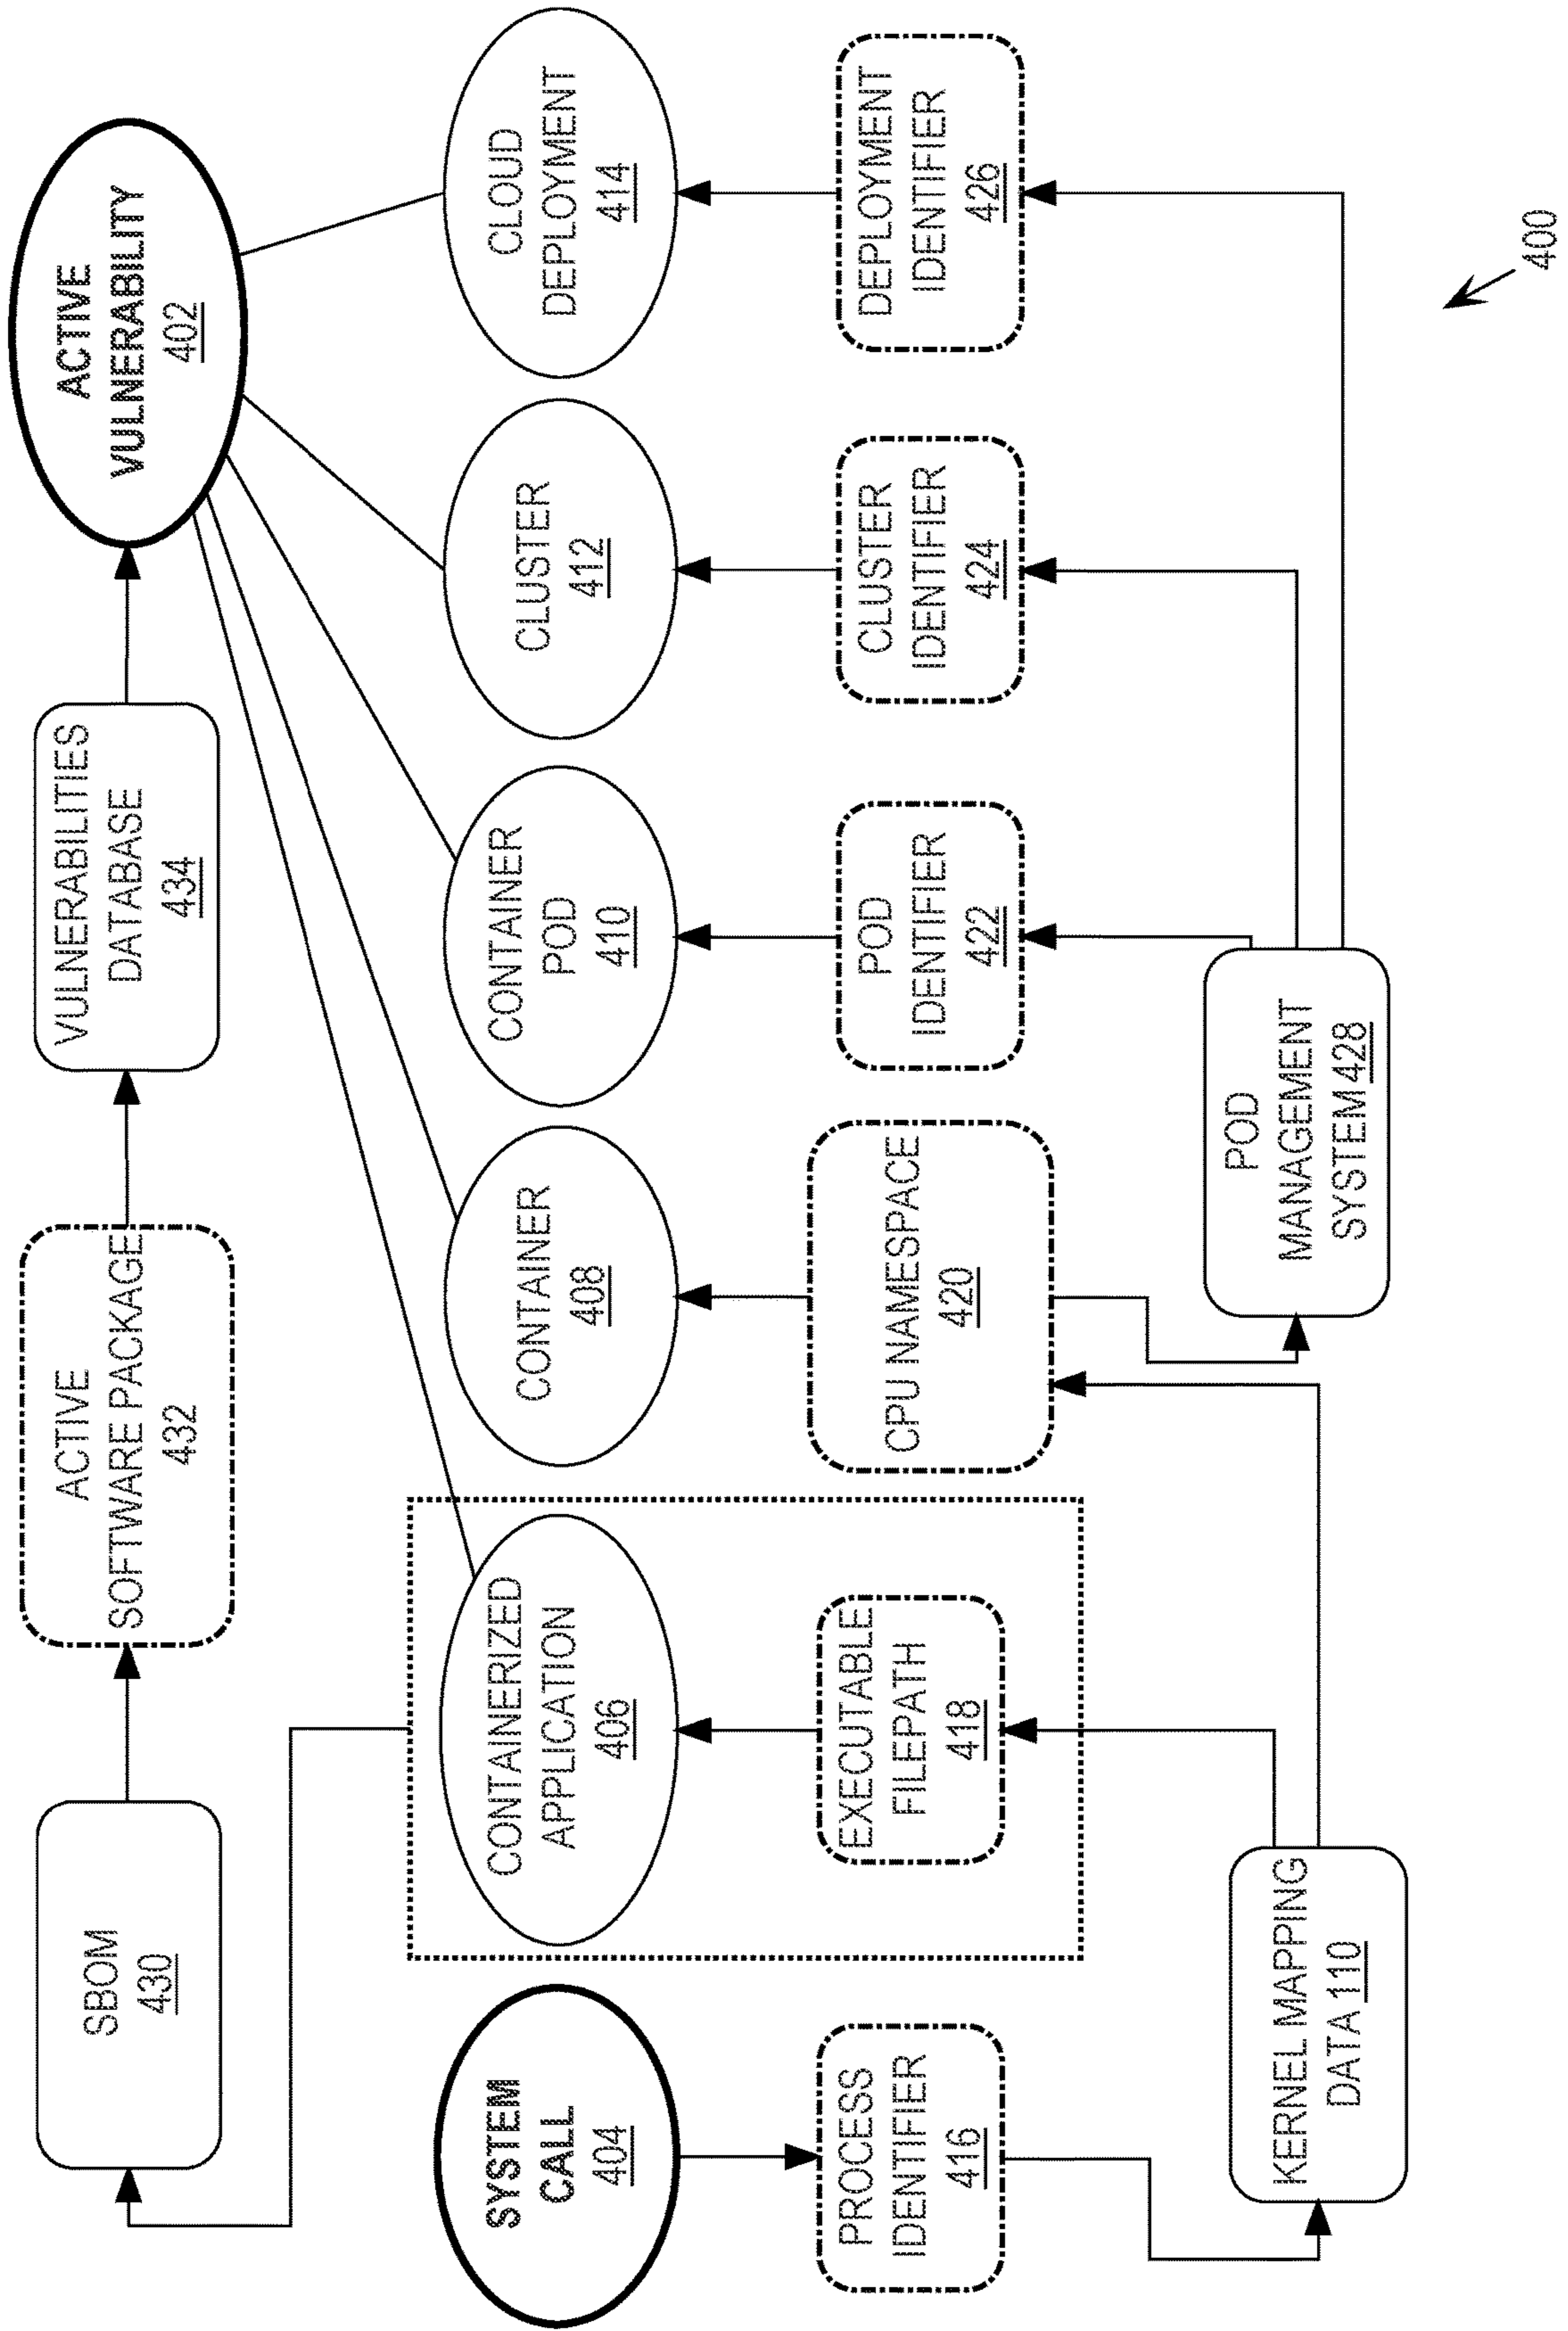 SBOM
430
ACTIVE
SOFTWARE PACKAGE
432
VULNERABILITIES
DATABASE
434
ACTIVE
VULNERABILITY
402
SYSTEM
CALL
404
CONTAINERIZED
APPLICATION
406
CONTAINER
408
CONTAINER
POD
410
CLUSTER
412
CLOUD
DEPLOYMENT
414
PROCESS
IDENTIFIER
416
EXECUTABLE
FILEPATH
418
CPU NAMESPACE
420
POD
IDENTIFIER
422
CLUSTER
IDENTIFIER
424
DEPLOYMENT
IDENTIFIER
426
KERNEL MAPPING
DATA 110
POD
MANAGEMENT
SYSTEM 428
400